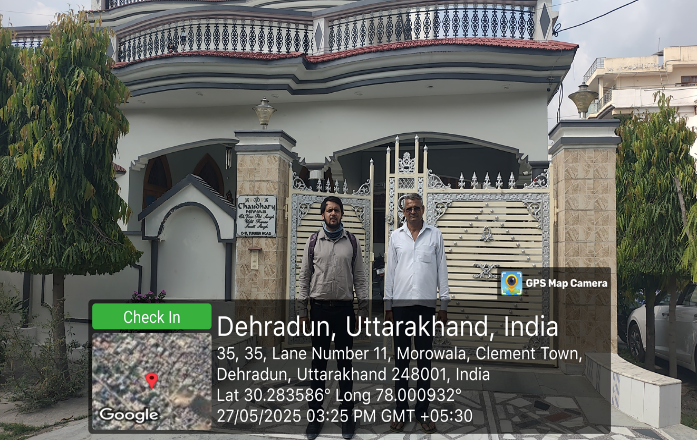 Chaudhary
NIWAS
GPS Map Camera
Check In
Dehradun, Uttarakhand, India
35, 35, Lane Number 11, Morowala, Clement Town,
Dehradun, Uttarakhand 248001, India
Lat 30.283586° Long 78.000932°
27/05/2025 03:25 PM GMT +05:30
Google